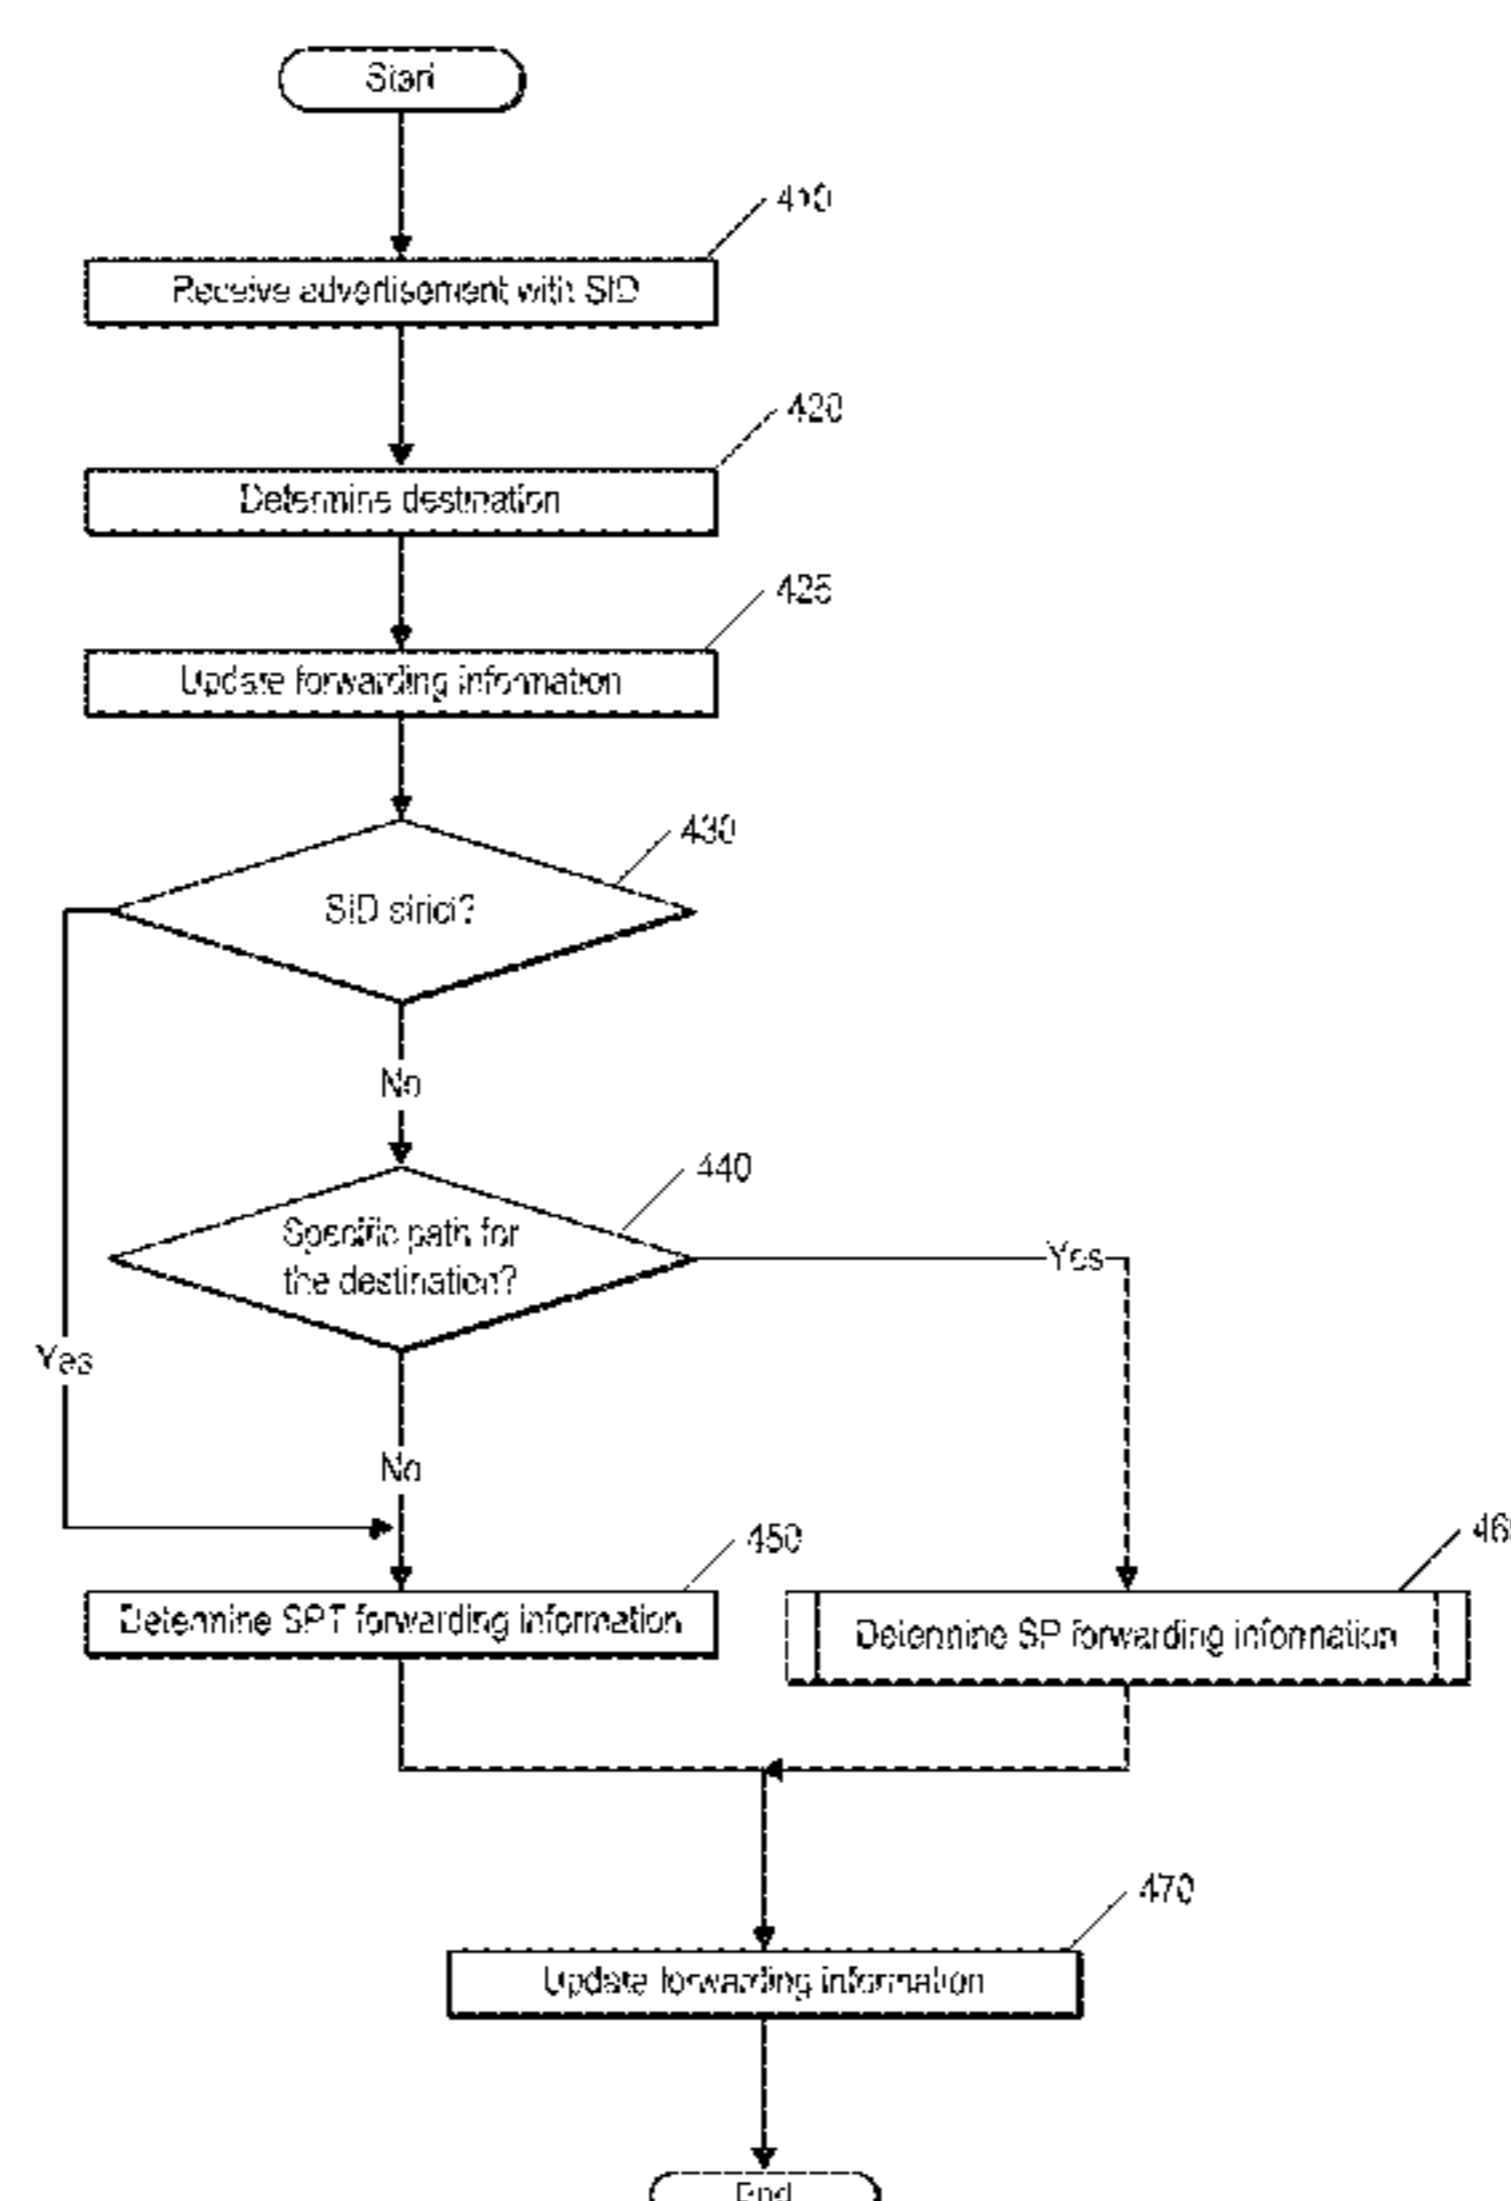 Start
410
Receive advertisement with SID
420
Determine destination
425
Update forwarding information
430
SID strict?
No
440
Specific path for
the destination?
Yes
Yes
No
450
46
Determine SPT forwarding information
Determine SP forwarding information
470
Update forwarding information
End